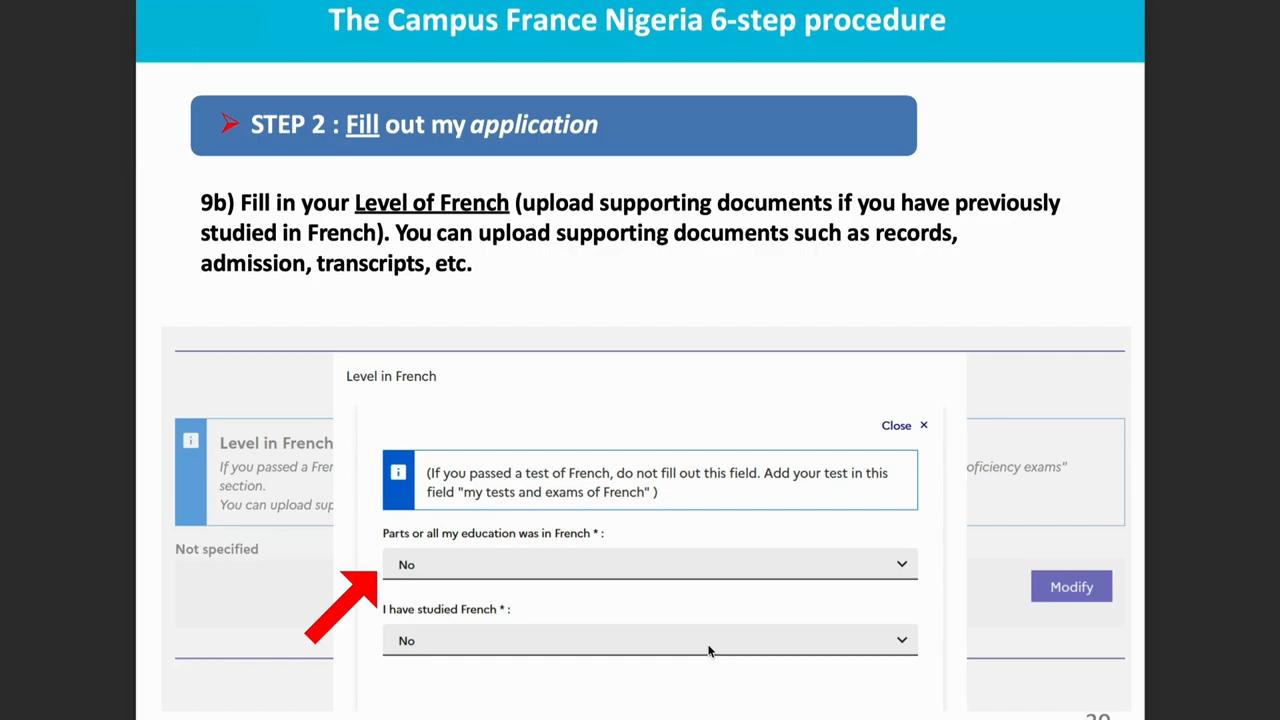 The Campus France Nigeria 6-step procedure
STEP 2 : Fill out my application
9b) Fill in your Level of French (upload supporting documents if you have previously
studied in French). You can upload supporting documents such as records,
admission, transcripts, etc.
Level in French
Close ×
Level in French
If you passed a
oficiency exams"
section.
You can upload
(If you passed a test of French, do not fill out this field. Add your test in this
field "my tests and exams of French" )
Parts or all my education was in French * :
Not specified
No
Modify
I have studied French * :
No